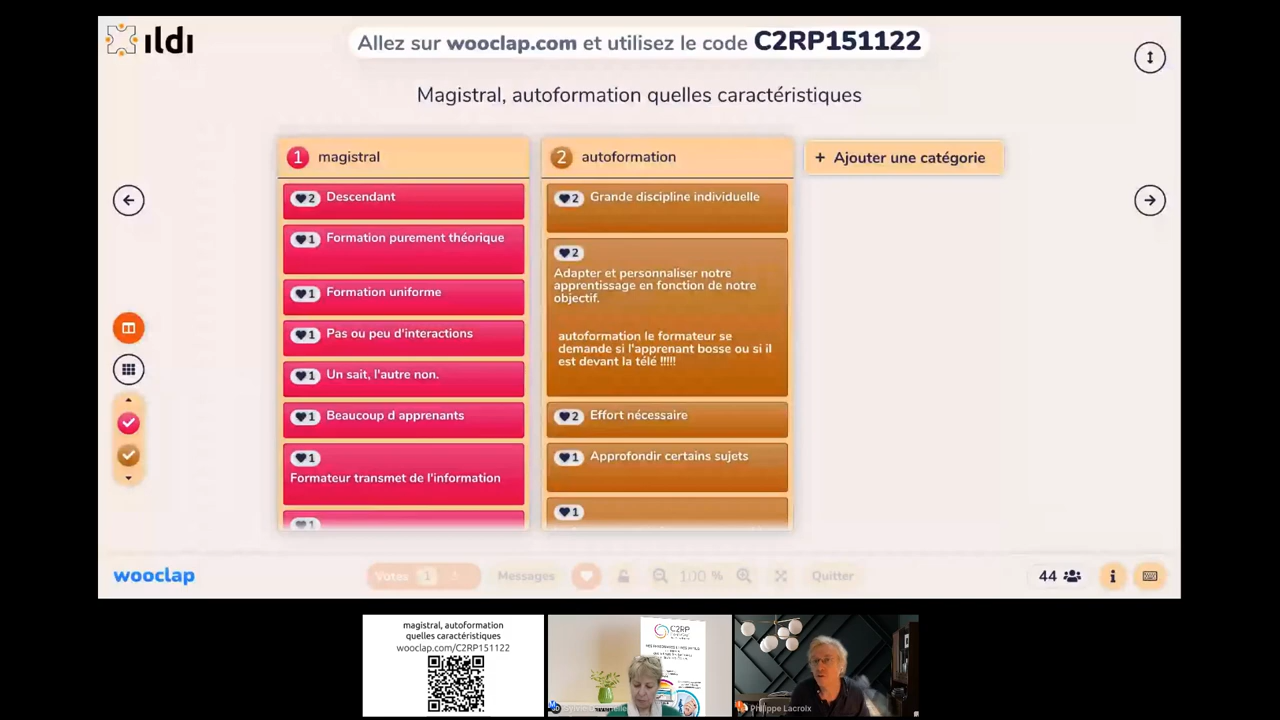 ıldı
Allez sur wooclap.com et utilisez le code C2RP151122
Magistral, autoformation quelles caractéristiques
1 magistral
2 Descendant
1 Formation purement théorique
1 Formation uniforme
1 Pas ou peu d'interactions
1 Un sait, l'autre non.
1 Beaucoup d apprenants
1
Formateur transmet de l'information
1
2 autoformation
2 Grande discipline individuelle
2
Adapter et personnaliser notre
apprentissage en fonction de notre
objectif.
autoformation le formateur se
demande si l'apprenant bosse ou si il
est devant la télé !!!!!
2 Effort nécessaire
1 Approfondir certains sujets
1
+ Ajouter une catégorie
wooclap
Votes 1
Messages
100 %
Quitter
44
magistral, autoformation
quelles caractéristiques
wooclap.com/C2RP151122
C2RP
Philippe Lacroix